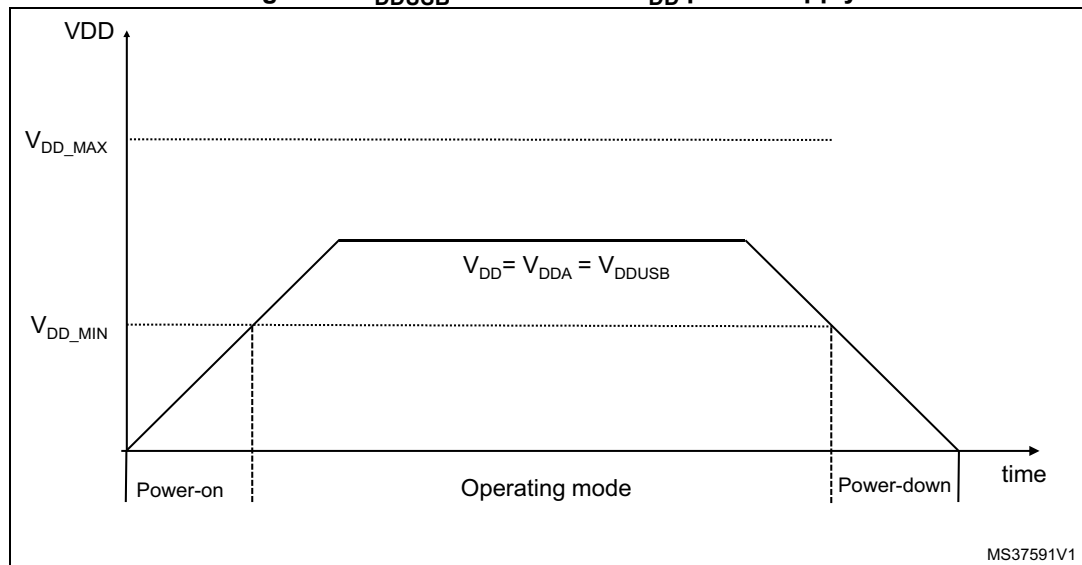 VDD
V_DD_MAX
V_DD= V_DDA = V_DDUSB
V_DD_MIN
time
Power-on
Operating mode
Power-down
MS37591V1